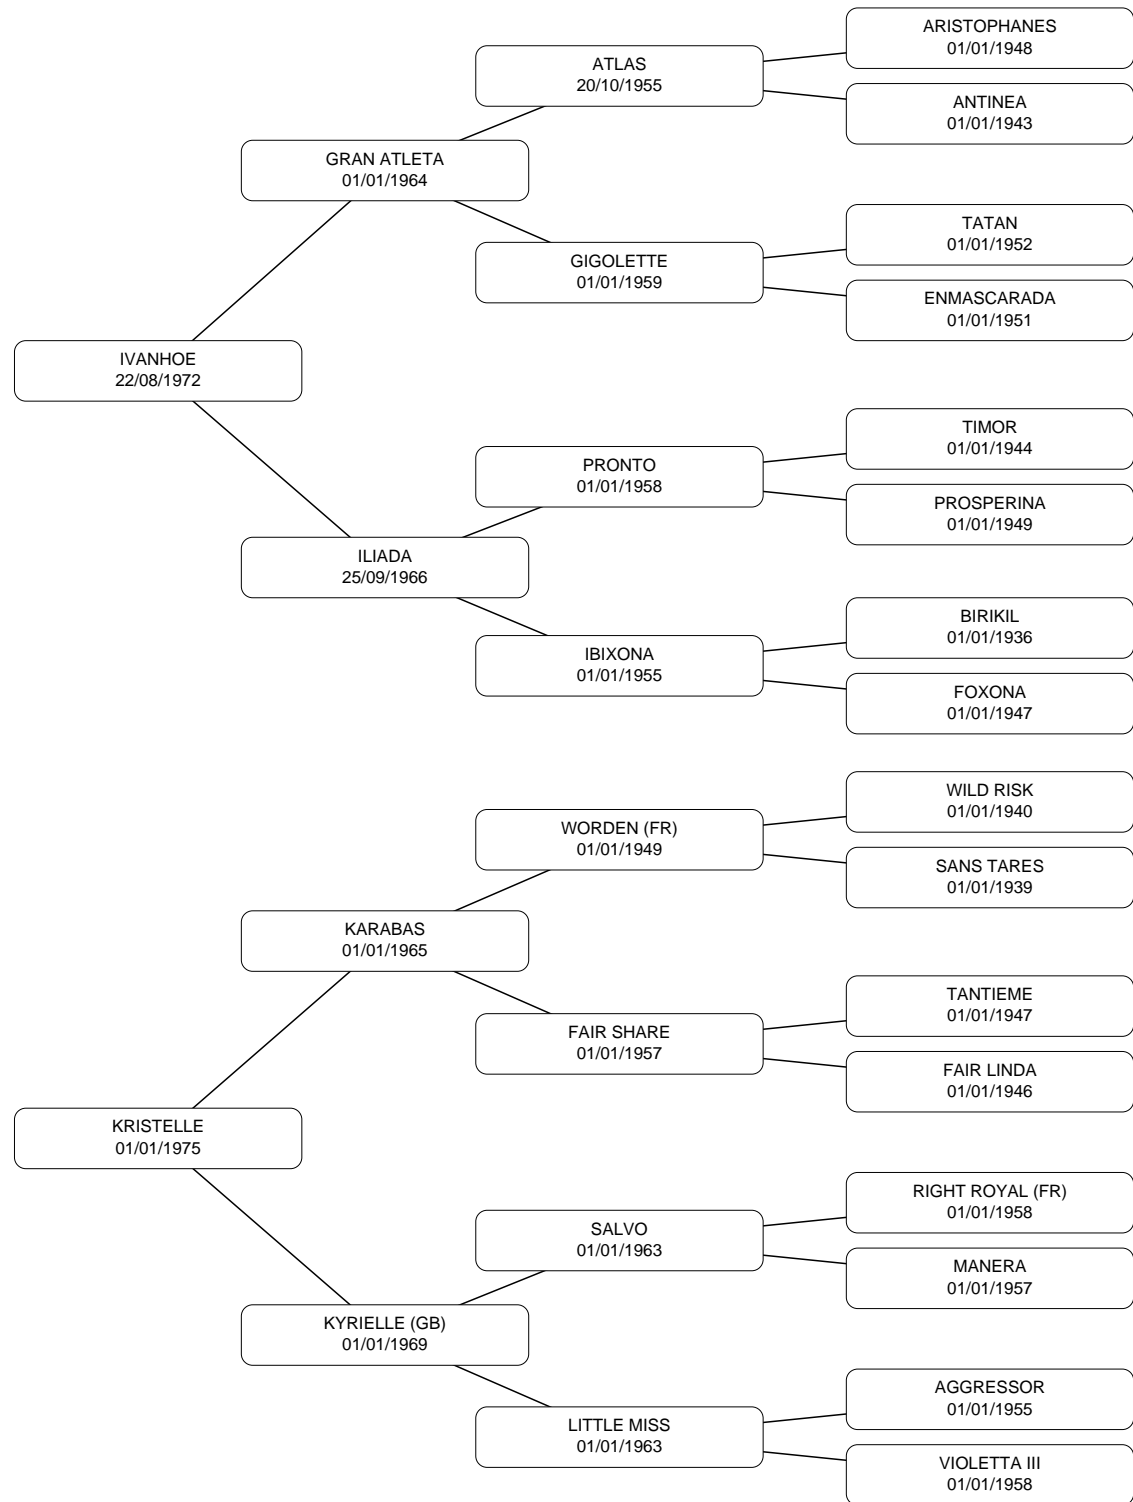 ARISTOPHANES
01/01/1948
ATLAS
20/10/1955
ANTINEA
01/01/1943
GRAN ATLETA
01/01/1964
TATAN
01/01/1952
GIGOLETTE
01/01/1959
ENMASCARADA
01/01/1951
IVANHOE
22/08/1972
TIMOR
01/01/1944
PRONTO
01/01/1958
PROSPERINA
01/01/1949
ILIADA
25/09/1966
BIRIKIL
01/01/1936
IBIXONA
01/01/1955
FOXONA
01/01/1947
WILD RISK
01/01/1940
WORDEN (FR)
01/01/1949
SANS TARES
01/01/1939
KARABAS
01/01/1965
TANTIEME
01/01/1947
FAIR SHARE
01/01/1957
FAIR LINDA
01/01/1946
KRISTELLE
01/01/1975
RIGHT ROYAL (FR)
01/01/1958
SALVO
01/01/1963
MANERA
01/01/1957
KYRIELLE (GB)
01/01/1969
AGGRESSOR
01/01/1955
LITTLE MISS
01/01/1963
VIOLETTA III
01/01/1958